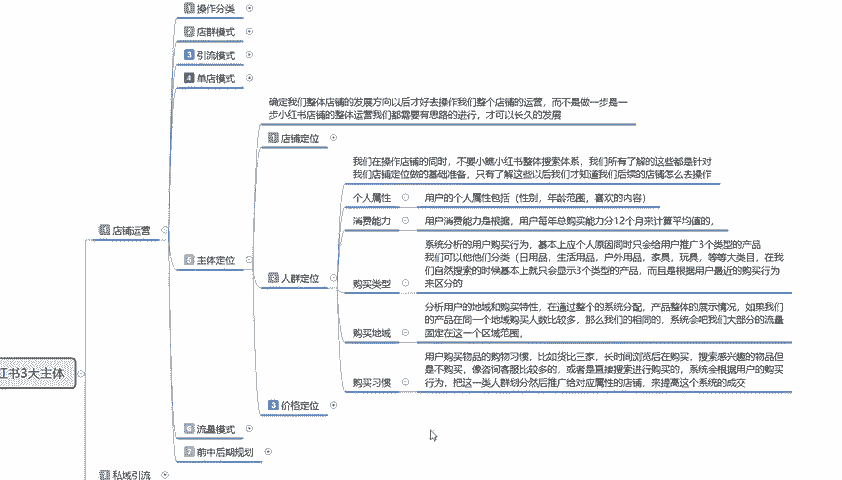 操作分类
店群模式
引流模式
单店模式
确定我们整体店铺的发展方向以后才好去操作我们整个店铺的运营，而不是做一步是一
步小红书店铺的整体运营我们都需要有思路的进行，才可以长久的发展
店铺定位
我们在操作店铺的同时，不要小瞧小红书整体搜索体系，我们所有了解的这些都是针对
我们店铺定位做的基础准备，只有了解这些以后我们才知道我们后续的店铺怎么去操作
个人属性
用户的个人属性包括（性别，年龄范围，喜欢的内容）
消费能力
用户消费能力是根据，用户每年总购买能力分12个月来计算平均值的，
店铺运营
主体定位
人群定位
系统分析的用户购买行为，基本上应个人原因同时只会给用户推广3个类型的产品
我们可以他他们分类（日用品，生活用品，户外用品，家具，玩具，等等大类目，在我
们自然搜索的时候基本上就只会显示3个类型的产品，而且是根据用户最近的购买行为
来区分的
购买类型
分析用户的地域和购买特性，在通过整个的系统分配，产品整体的展示情况，如果我们
的产品在同一个地域购买人数比较多，那么我们的相同的，系统会吧我们大部分的流量
固定在这一个区域范围，
购买地域
用户购买物品的购物习惯，比如货比三家，长时间浏览后在购买，搜索感兴趣的物品但
是不购买，像咨询客服比较多的，或者是直接搜索进行购买的，系统会根据用户的购买
行为，把这一类人群划分然后推广给对应属性的店铺，来提高这个系统的成交
购买习惯
红书3大主体
价格定位
流量模式
前中后期规划
私域引流